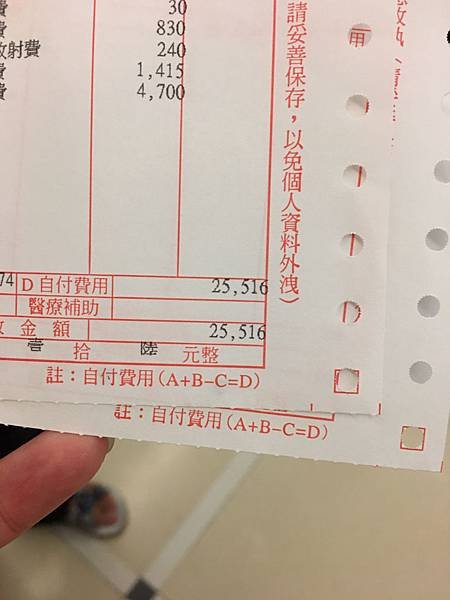 費 30
費 830
放射費 240
費 1,415
費 4,700
請妥善保存，以免個人資料外洩）
74 D 自付費用 25,516
醫療補助
金額 25,516
壹 拾 陸 元整
註：自付費用(A+B-C=D)
註：自付費用(A+B-C=D)